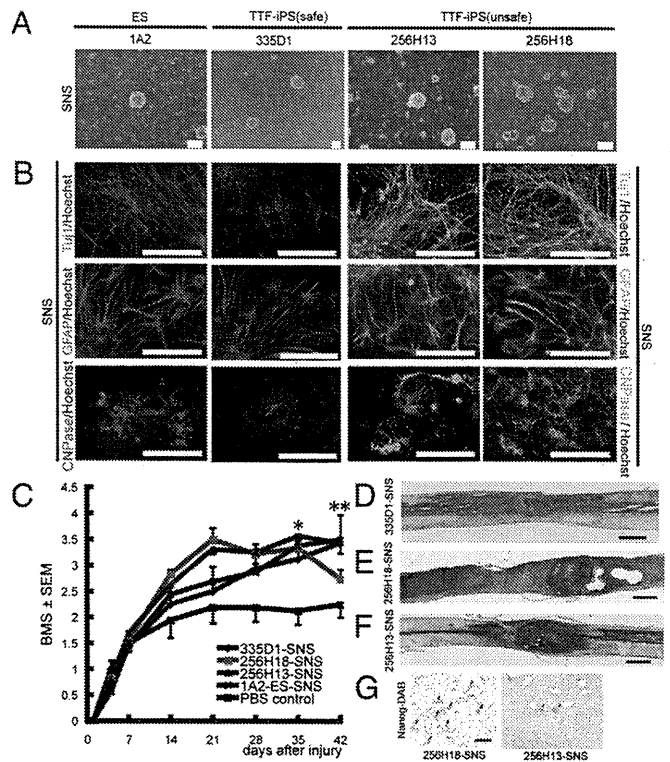 A
ES TTF-iPS(safe) TTF-iPS(unsafe)
1A2 335D1 256H13 256H18
SNS
B
Tuj1/Hoechst
GFAP/Hoechst
CNPase/Hoechst
SNS
Tuj1/Hoechst
GFAP/Hoechst
CNPase/Hoechst
SNS
C
4.5
4
3.5
3
2.5
2
1.5
1
0.5
0
BMS ± SEM
* **
335D1-SNS
256H18-SNS
256H13-SNS
1A2-ES-SNS
PBS control
0 7 14 21 28 35 42
days after injury
D
335D1-SNS
E
256H18-SNS
F
256H13-SNS
G
Nanog-DAB
256H18-SNS 256H13-SNS